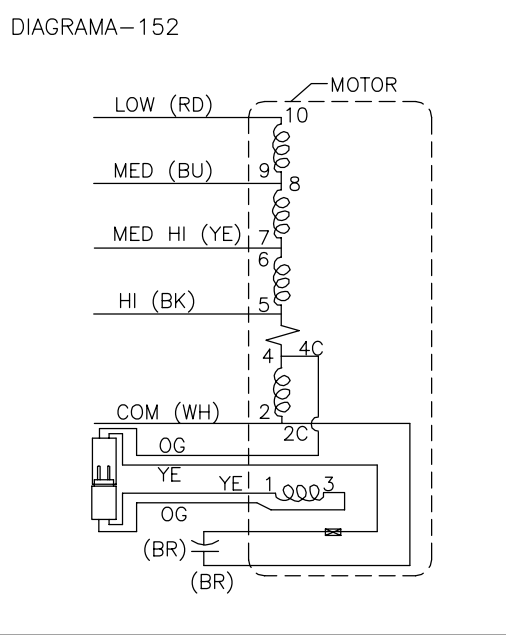 DIAGRAMA-152
MOTOR
LOW (RD)
10
MED (BU)
9
8
MED HI (YE)
7
6
HI (BK)
5
4
4C
COM (WH)
2
2C
OG
YE
YE
1
3
OG
(BR)
(BR)